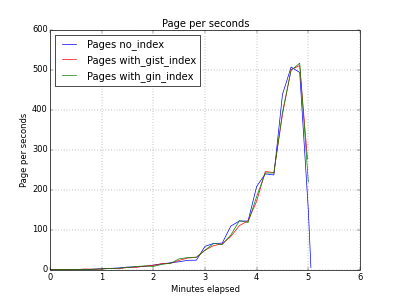 Page per seconds
600
500
400
300
200
100
0
Page per seconds
Pages no_index
Pages with_gist_index
Pages with_gin_index
0 1 2 3 4 5 6
Minutes elapsed